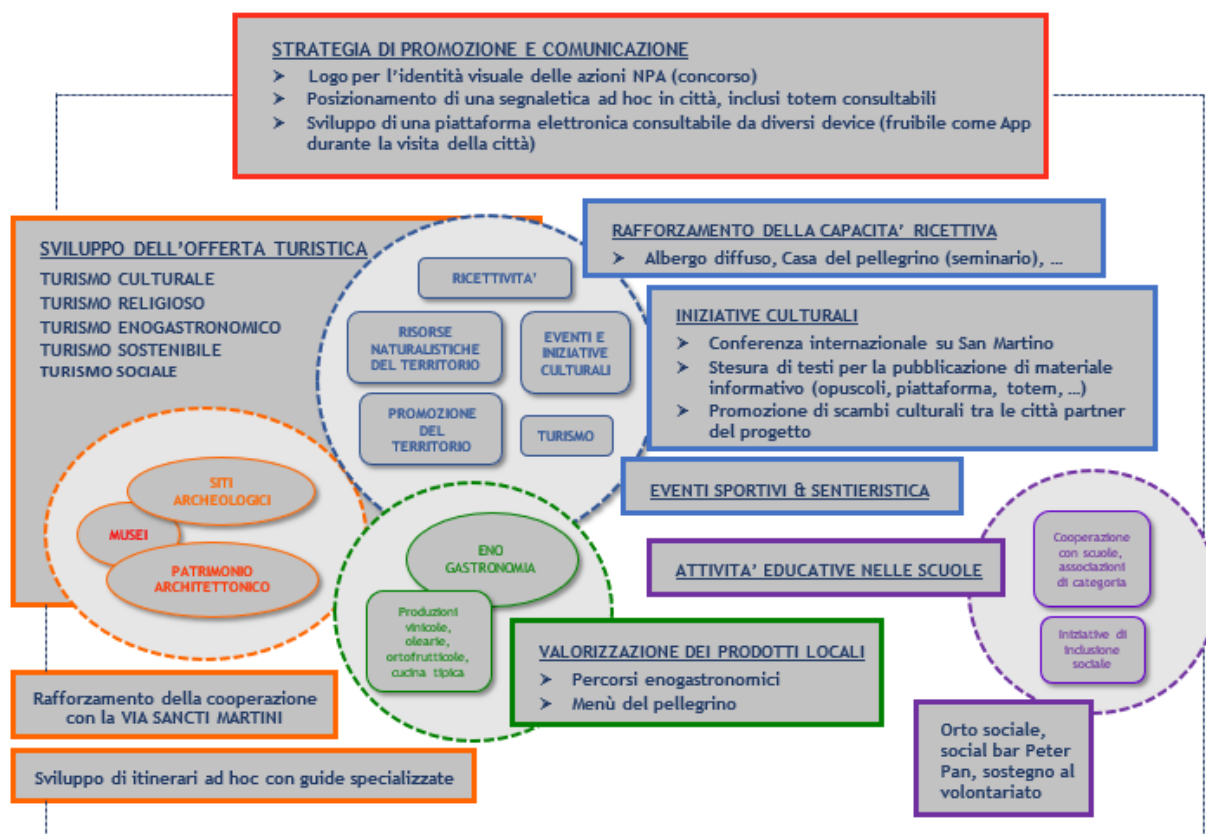 STRATEGIA DI PROMOZIONE E COMUNICAZIONE
➢ Logo per l'identità visuale delle azioni NPA (concorso)
➢ Posizionamento di una segnaletica ad hoc in città, inclusi totem consultabili
➢ Sviluppo di una piattaforma elettronica consultabile da diversi device (fruibile come App
durante la visita della città)
SVILUPPO DELL'OFFERTA TURISTICA
TURISMO CULTURALE
TURISMO RELIGIOSO
TURISMO ENOGASTRONOMICO
TURISMO SOSTENIBILE
TURISMO SOCIALE
RICETTIVITA'
RISORSE
NATURALISTICHE
DEL TERRITORIO
EVENTI E
INIZIATIVE
CULTURALI
PROMOZIONE
DEL
TERRITORIO
TURISMO
RAFFORZAMENTO DELLA CAPACITA' RICETTIVA
➢ Albergo diffuso, Casa del pellegrino (seminario), …
INIZIATIVE CULTURALI
➢ Conferenza internazionale su San Martino
➢ Stesura di testi per la pubblicazione di materiale
informativo (opuscoli, piattaforma, totem, …)
➢ Promozione di scambi culturali tra le città partner
del progetto
EVENTI SPORTIVI & SENTIERISTICA
SITI
ARCHEOLOGICI
MUSEI
PATRIMONIO
ARCHITETTONICO
ENO
GASTRONOMIA
Produzioni
vinicole,
olearie,
ortofrutticole,
cucina tipica
ATTIVITA' EDUCATIVE NELLE SCUOLE
Cooperazione
con scuole,
associazioni
di categoria
Iniziative di
inclusione
sociale
VALORIZZAZIONE DEI PRODOTTI LOCALI
➢ Percorsi enogastronomici
➢ Menù del pellegrino
Rafforzamento della cooperazione
con la VIA SANCTI MARTINI
Sviluppo di itinerari ad hoc con guide specializzate
Orto sociale,
social bar Peter
Pan, sostegno al
volontariato